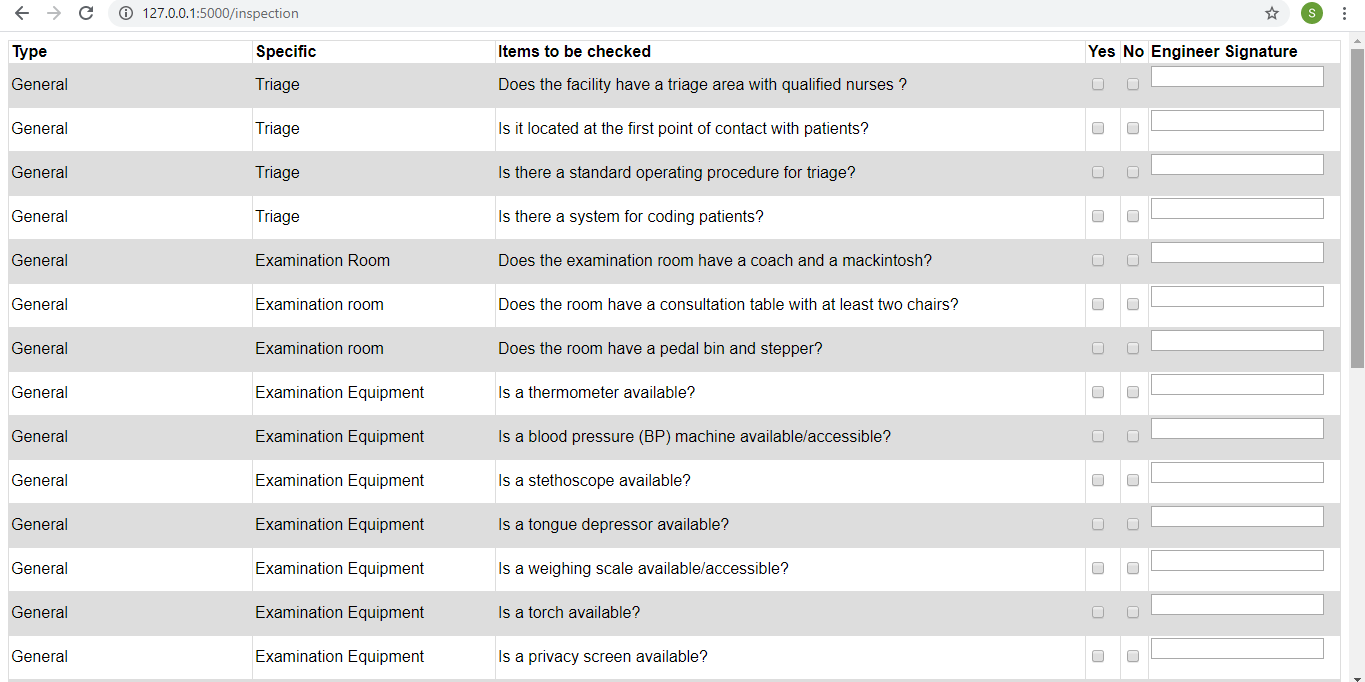 127.0.0.1:5000/inspection
S
Type Specific Items to be checked Yes No Engineer Signature
General Triage Does the facility have a triage area with qualified nurses ?
General Triage Is it located at the first point of contact with patients?
General Triage Is there a standard operating procedure for triage?
General Triage Is there a system for coding patients?
General Examination Room Does the examination room have a coach and a mackintosh?
General Examination room Does the room have a consultation table with at least two chairs?
General Examination room Does the room have a pedal bin and stepper?
General Examination Equipment Is a thermometer available?
General Examination Equipment Is a blood pressure (BP) machine available/accessible?
General Examination Equipment Is a stethoscope available?
General Examination Equipment Is a tongue depressor available?
General Examination Equipment Is a weighing scale available/accessible?
General Examination Equipment Is a torch available?
General Examination Equipment Is a privacy screen available?